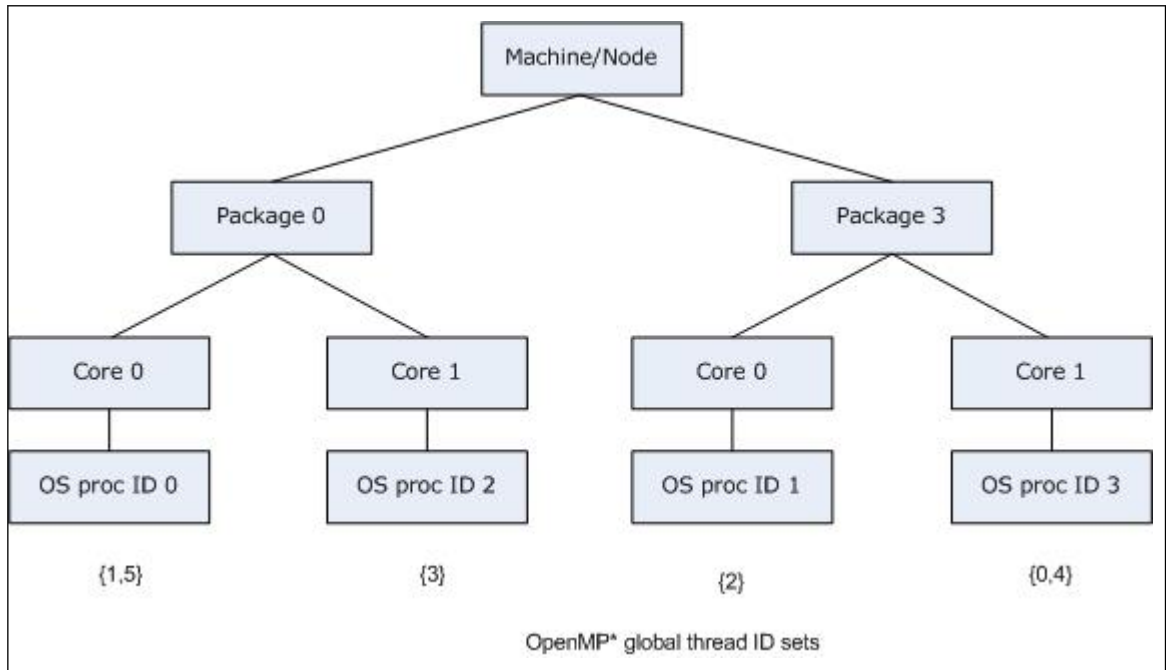 Machine/Node
Package 0
Package 3
Core 0
Core 1
Core 0
Core 1
OS proc ID 0
OS proc ID 2
OS proc ID 1
OS proc ID 3
{1,5}
{3}
{2}
{0,4}
OpenMP* global thread ID sets